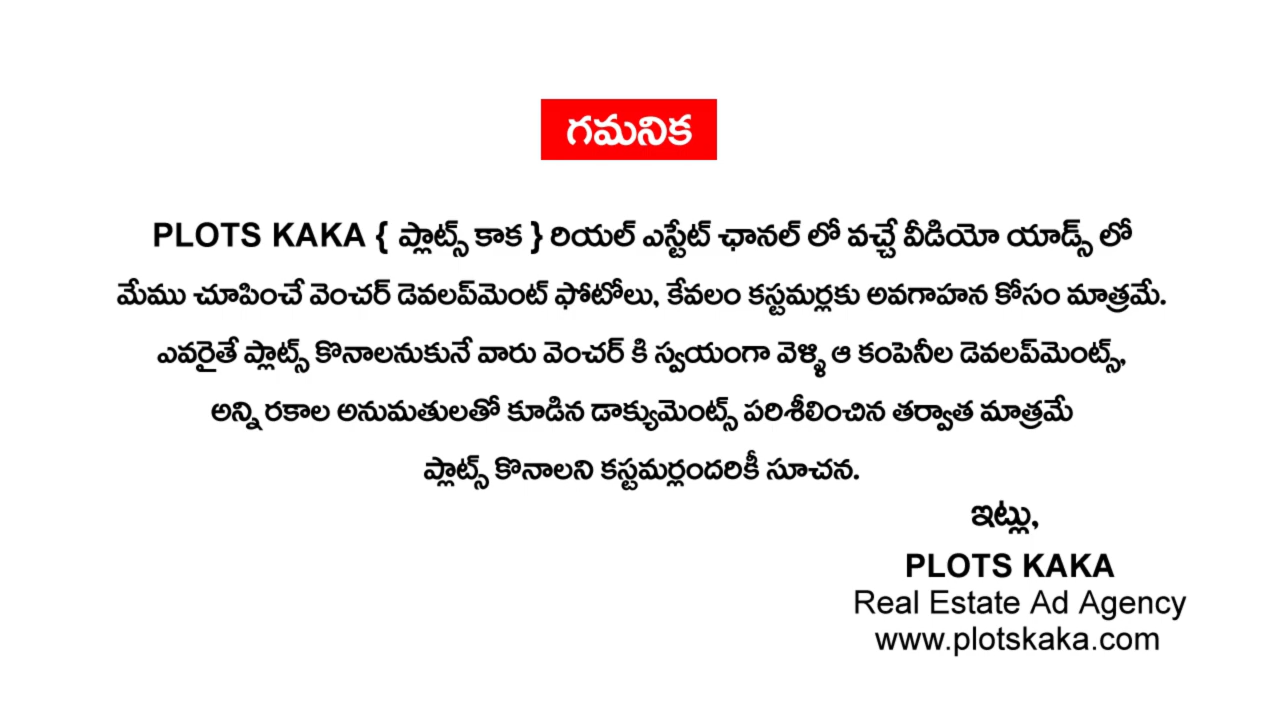 గమనిక
PLOTS KAKA { ప్లాట్స్ కాక } రియల్ ఎస్టేట్ ఛానల్ లో వచ్చే వీడియో యాడ్స్ లో
మేము చూపించే వెంచర్ డెవలప్‌మెంట్ ఫోటోలు, కేవలం కస్టమర్లకు అవగాహన కోసం మాత్రమే.
ఎవరైతే ప్లాట్స్ కొనాలనుకునే వారు వెంచర్ కి స్వయంగా వెళ్ళి ఆ కంపెనీల డెవలప్‌మెంట్స్,
అన్ని రకాల అనుమతులతో కూడిన డాక్యుమెంట్స్ పరిశీలించిన తర్వాత మాత్రమే
ప్లాట్స్ కొనాలని కస్టమర్లందరికీ సూచన.
ఇట్లు,
PLOTS KAKA
Real Estate Ad Agency
www.plotskaka.com